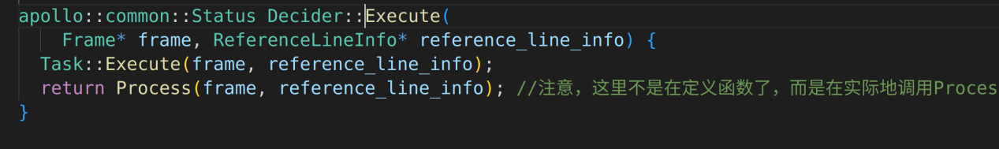 apollo::common::Status Decider::Execute(
Frame* frame, ReferenceLineInfo* reference_line_info) {
Task::Execute(frame, reference_line_info);
return Process(frame, reference_line_info); //注意，这里不是在定义函数了，而是在实际地调用Proces
}